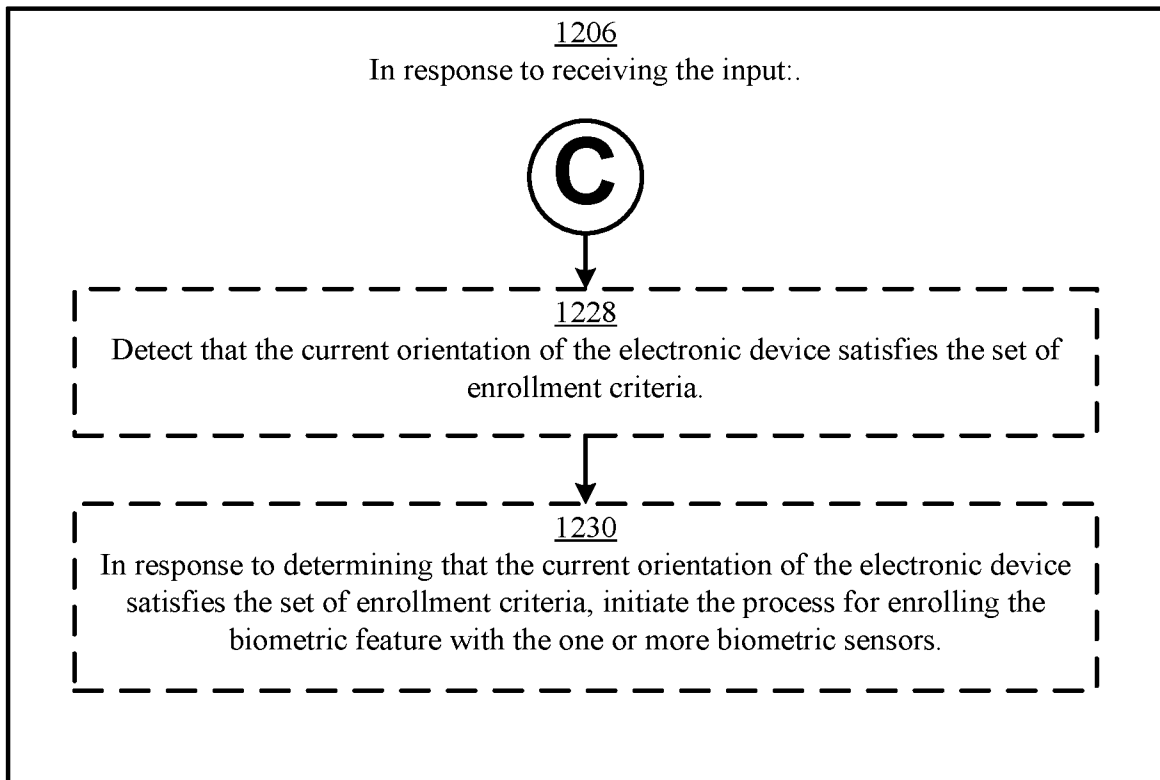 1206
In response to receiving the input:.
C
1228
Detect that the current orientation of the electronic device satisfies the set of
enrollment criteria.
1230
In response to determining that the current orientation of the electronic device
satisfies the set of enrollment criteria, initiate the process for enrolling the
biometric feature with the one or more biometric sensors.